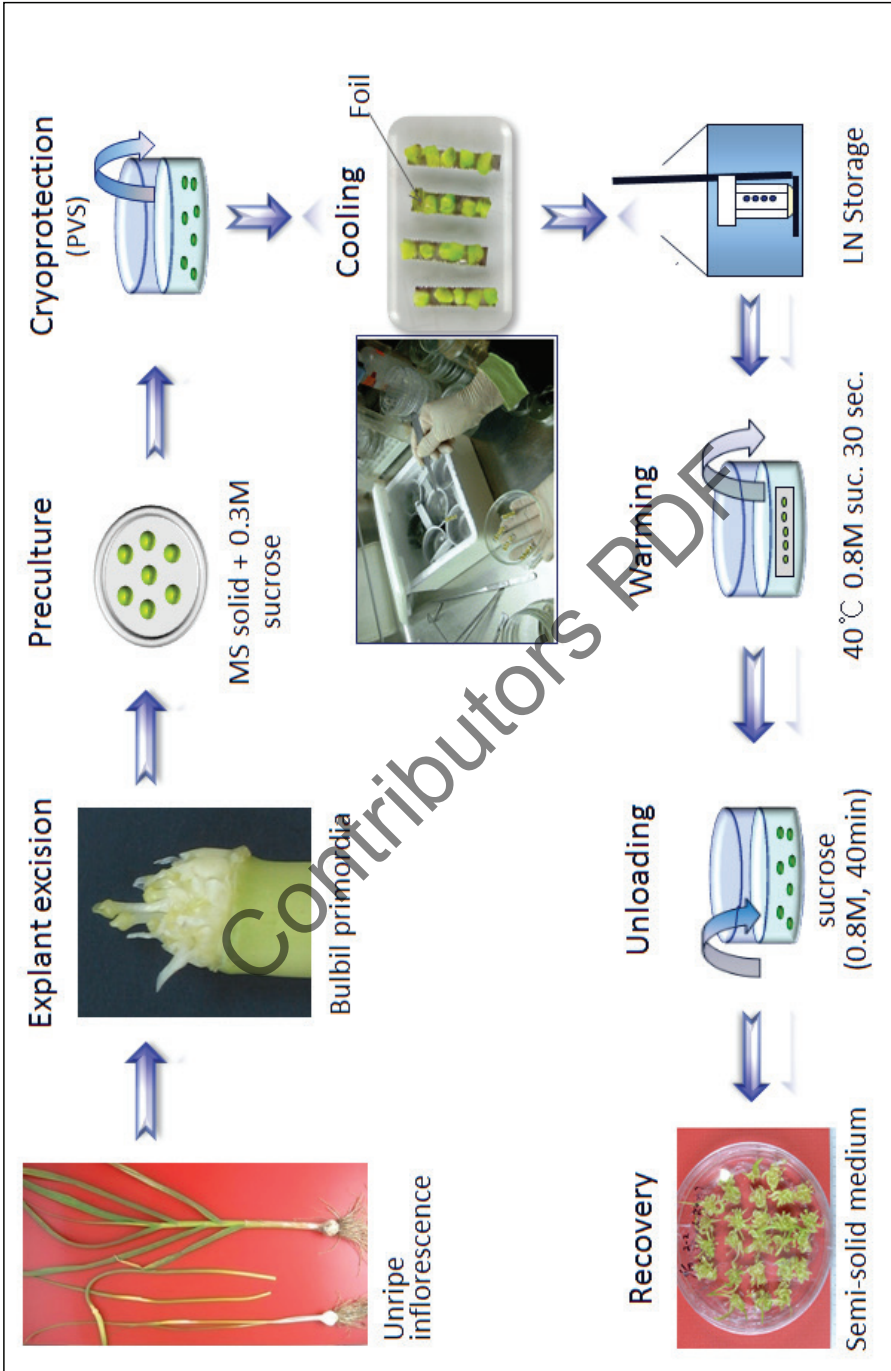 Unripe
inflorescence
Explant excision
Bulbil primordia
Preculture
MS solid + 0.3M
sucrose
Cryoprotection
(PVS)
Cooling
Foil
LN Storage
Warming
40℃ 0.8M suc. 30 sec.
Unloading
sucrose
(0.8M, 40min)
Recovery
Semi-solid medium
Contributors PDF